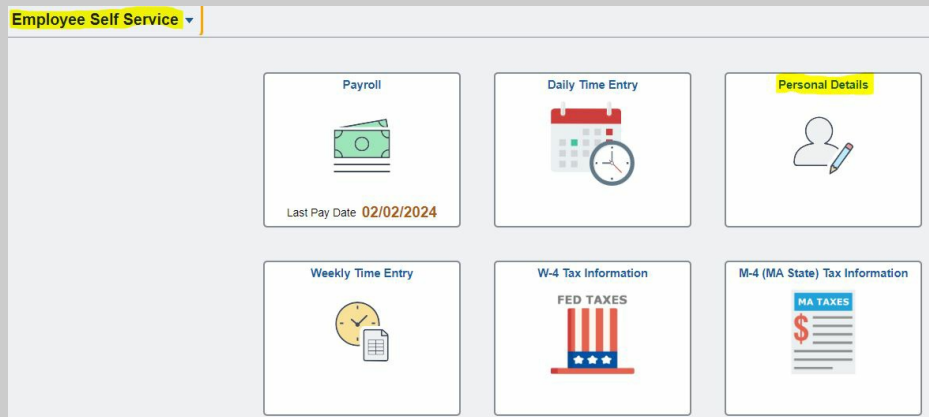 Employee Self Service
Payroll
Last Pay Date 02/02/2024
Daily Time Entry
Personal Details
Weekly Time Entry
W-4 Tax Information
FED TAXES
M-4 (MA State) Tax Information
MA TAXES
$